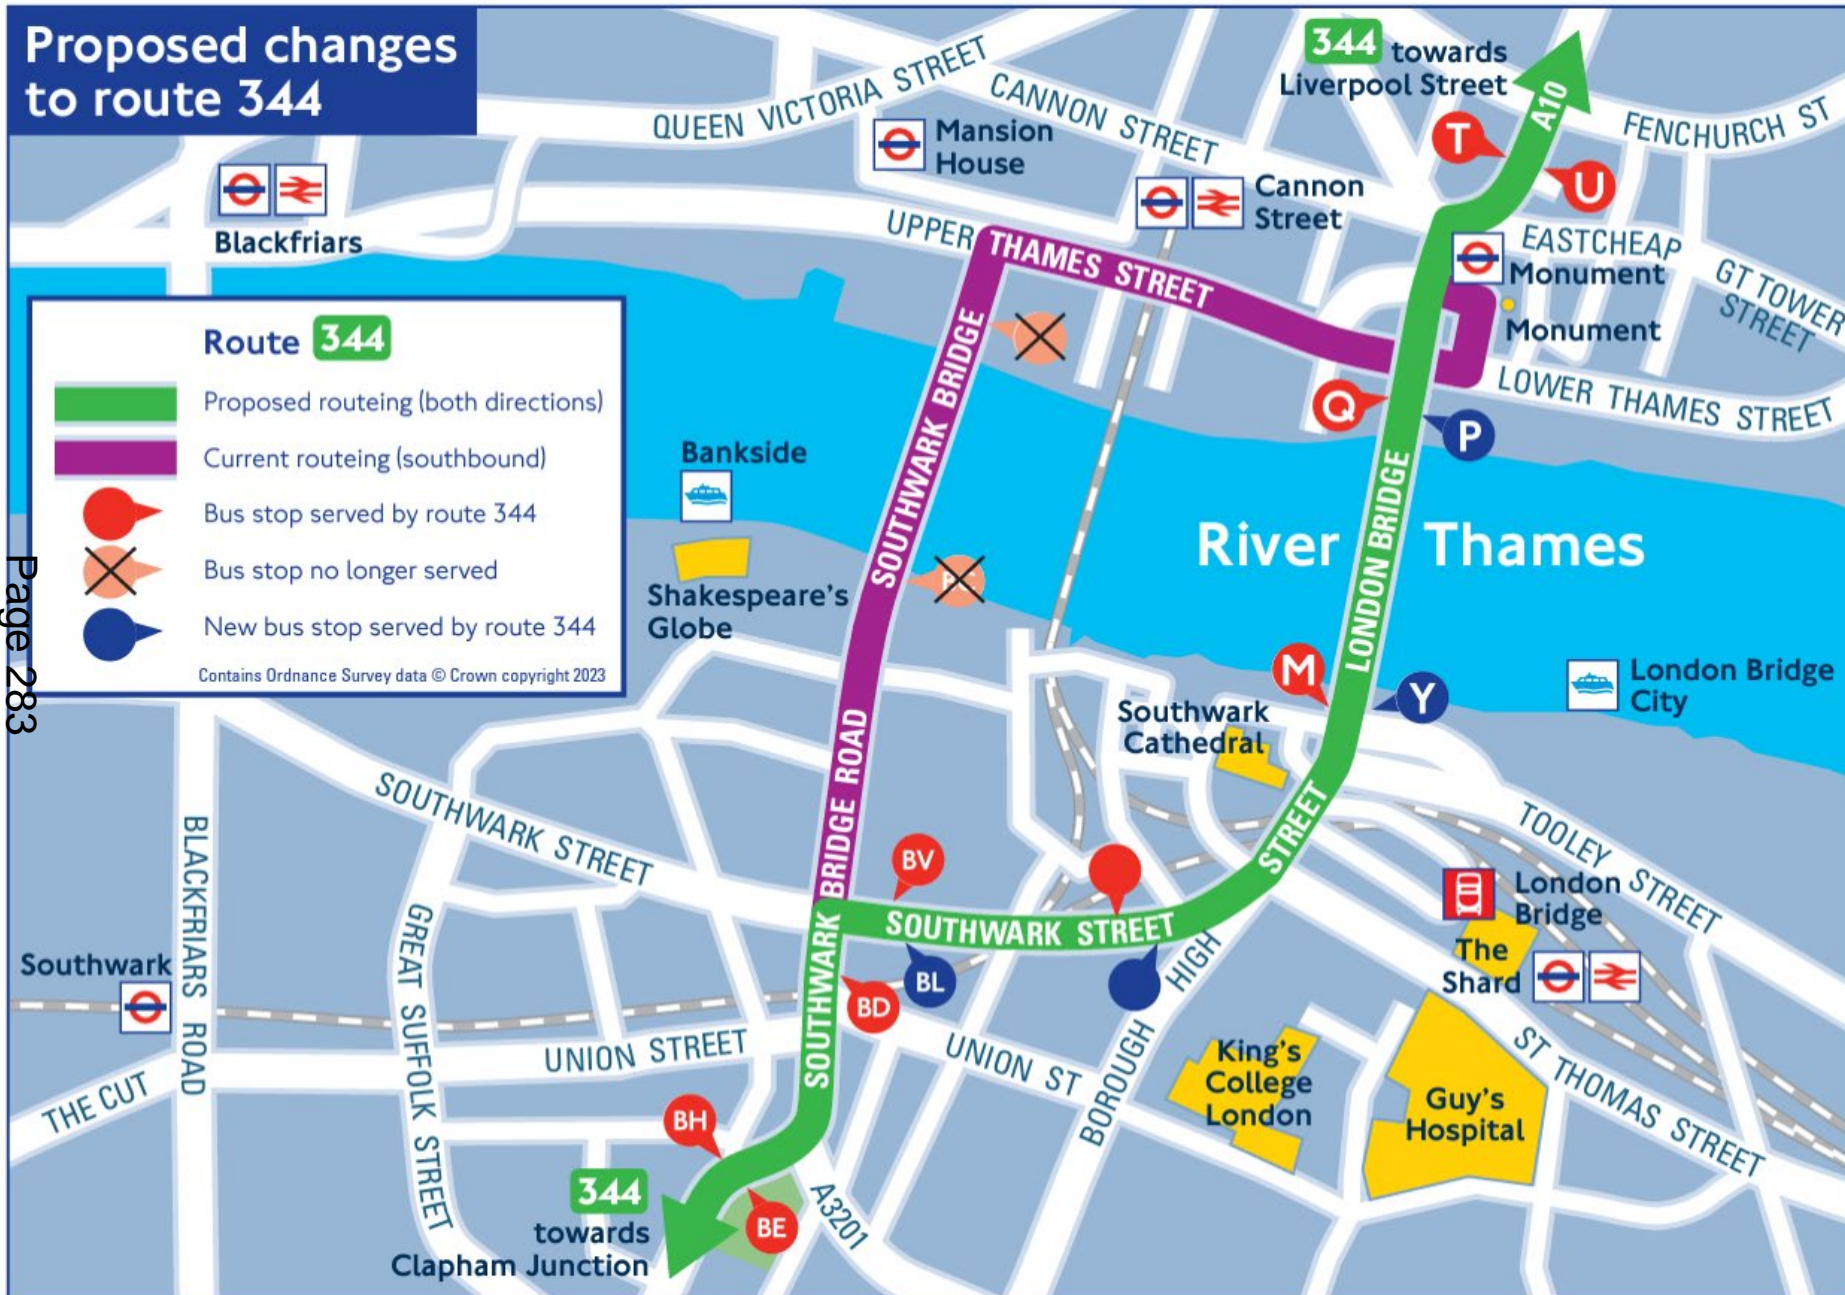 Proposed changes
to route 344
344 towards
Liverpool Street
A10
FENCHURCH ST
QUEEN VICTORIA STREET
CANNON STREET
Mansion
House
T
U
Cannon
Street
Blackfriars
UPPER THAMES STREET
EASTCHEAP
Monument
GT TOWER
STREET
Monument
LOWER THAMES STREET
Q
P
Route 344
Proposed routeing (both directions)
Current routeing (southbound)
Bus stop served by route 344
Bus stop no longer served
New bus stop served by route 344
Contains Ordnance Survey data © Crown copyright 2023
Page 283
Bankside
Shakespeare's
Globe
SOUTHWARK BRIDGE
SOUTHWARK BRIDGE
LONDON BRIDGE
River Thames
M
Y
London Bridge
City
Southwark
Cathedral
SOUTHWARK STREET
SOUTHWARK BRIDGE ROAD
BLACKFRIARS ROAD
GREAT SUFFOLK STREET
BV
SOUTHWARK STREET
BL
BD
BOROUGH HIGH STREET
TOOLEY STREET
London
Bridge
The
Shard
Southwark
UNION STREET
UNION ST
THE CUT
King's
College
London
Guy's
Hospital
ST THOMAS STREET
BH
BE
344
towards
Clapham Junction
A3201